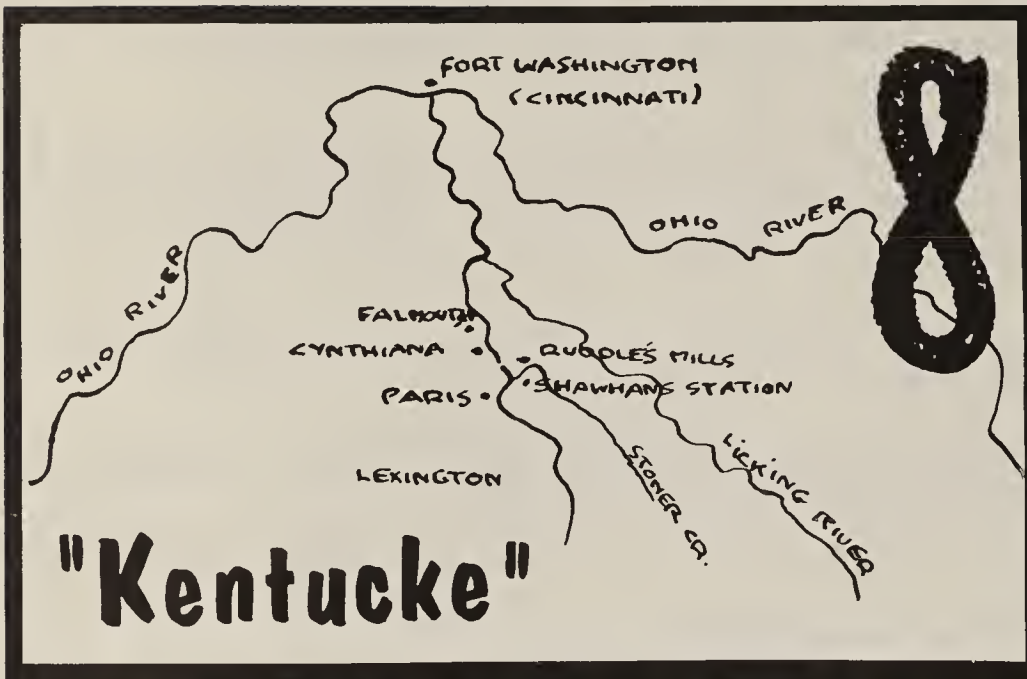 FORT WASHINGTON
(CINCINNATI)
8
OHIO RIVER
OHIO RIVER
FALMOUTH
CYNTHIANA
RUDDLE'S MILLS
SHAWHANS STATION
PARIS
LEXINGTON
STONER CR.
LICKING RIVER
"Kentucke"